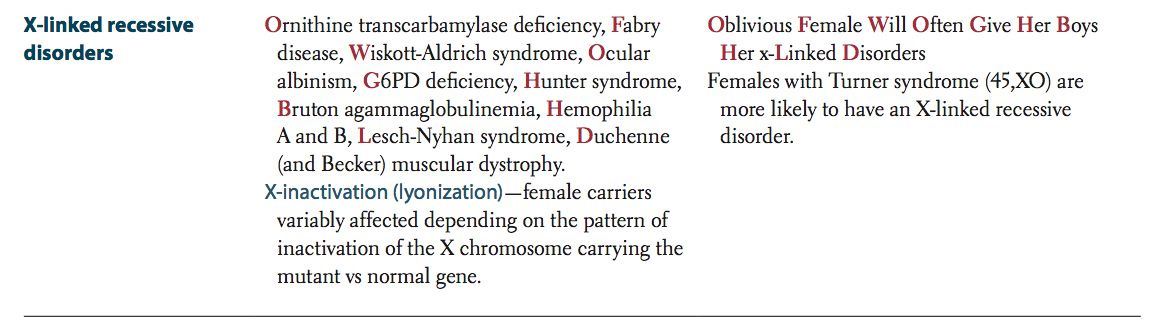 X-linked recessive
disorders
Ornithine transcarbamylase deficiency, Fabry
disease, Wiskott-Aldrich syndrome, Ocular
albinism, G6PD deficiency, Hunter syndrome,
Bruton agammaglobulinemia, Hemophilia
A and B, Lesch-Nyhan syndrome, Duchenne
(and Becker) muscular dystrophy.
X-inactivation (lyonization)—female carriers
variably affected depending on the pattern of
inactivation of the X chromosome carrying the
mutant vs normal gene.
Oblivious Female Will Often Give Her Boys
Her x-Linked Disorders
Females with Turner syndrome (45,XO) are
more likely to have an X-linked recessive
disorder.